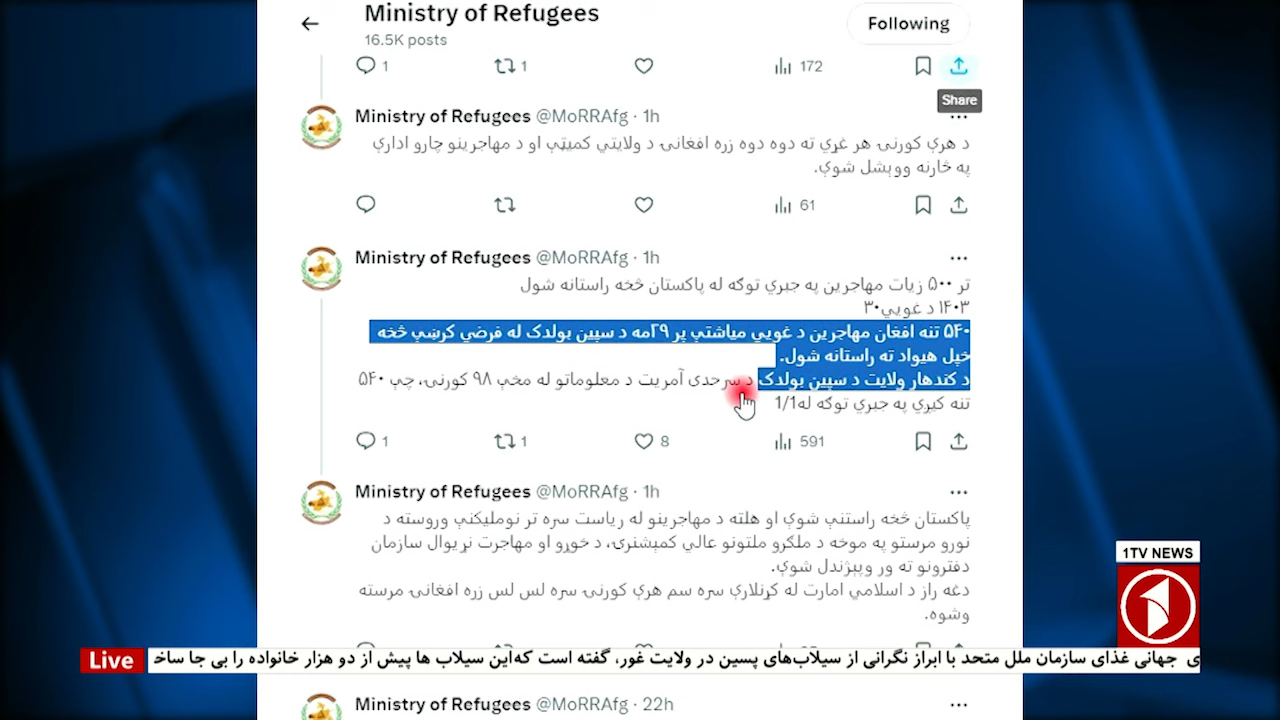 Ministry of Refugees
Following
16.5K posts
1
1
172
Share
Ministry of Refugees @MoRRAfg · 1h
د هرې کورنۍ هر غړي ته دوه دوه زره افغانۍ د ولايتي کمېټې او د مهاجرينو چارو ادارې
په څارنه ووېشل شوې.
61
Ministry of Refugees @MoRRAfg · 1h
تر ۵۰۰ زيات مهاجرين په جبري توګه له پاکستان څخه راستانه شول
۱۴۰۳ د غويي۳۰
۵۴۰ تنه افغان مهاجرين د غويي مياشتې پر ۲۹مه د سپين بولدک له فرضي کرښې څخه
خپل هېواد ته راستانه شول.
د کندهار ولايت د سپين بولدک د سرحدي آمريت د معلوماتو له مخې ۹۸ کورنۍ، چې ۵۴۰
تنه کيږي په جبري توګه له1/1
1
1
8
591
Ministry of Refugees @MoRRAfg · 1h
پاکستان څخه راستنې شوې او هلته د مهاجرينو له رياست سره تر نوملیکنې وروسته د
نورو مرستو په موخه د ملګرو ملتونو عالي کمېشنرۍ، د خوړو او مهاجرت نړيوال سازمان
دفترونو ته ور وپېژندل شوې.
دغه راز د اسلامي امارت له کړنلارې سره سم هرې کورنۍ سره لس لس زره افغانۍ مرسته
وشوه.
1TV NEWS
Live
ی جهانی غذای سازمان ملل متحد با ابراز نگرانی از سیلاب‌های پسین در ولایت غور، گفته است که‌این سیلاب ها پیش از دو هزار خانواده را بی جا ساخ
Ministry of Refugees @MoRRAfg · 22h